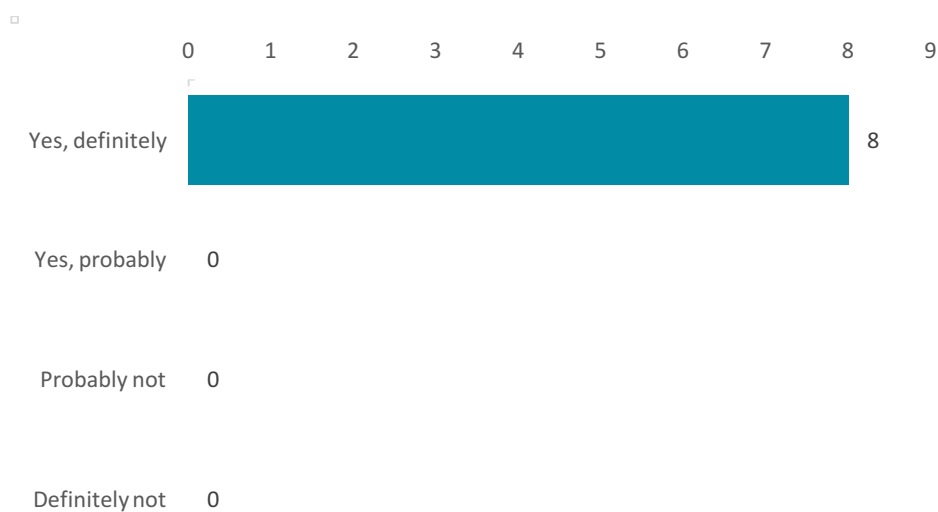 0 1 2 3 4 5 6 7 8 9
Yes, definitely 8
Yes, probably 0
Probably not 0
Definitely not 0